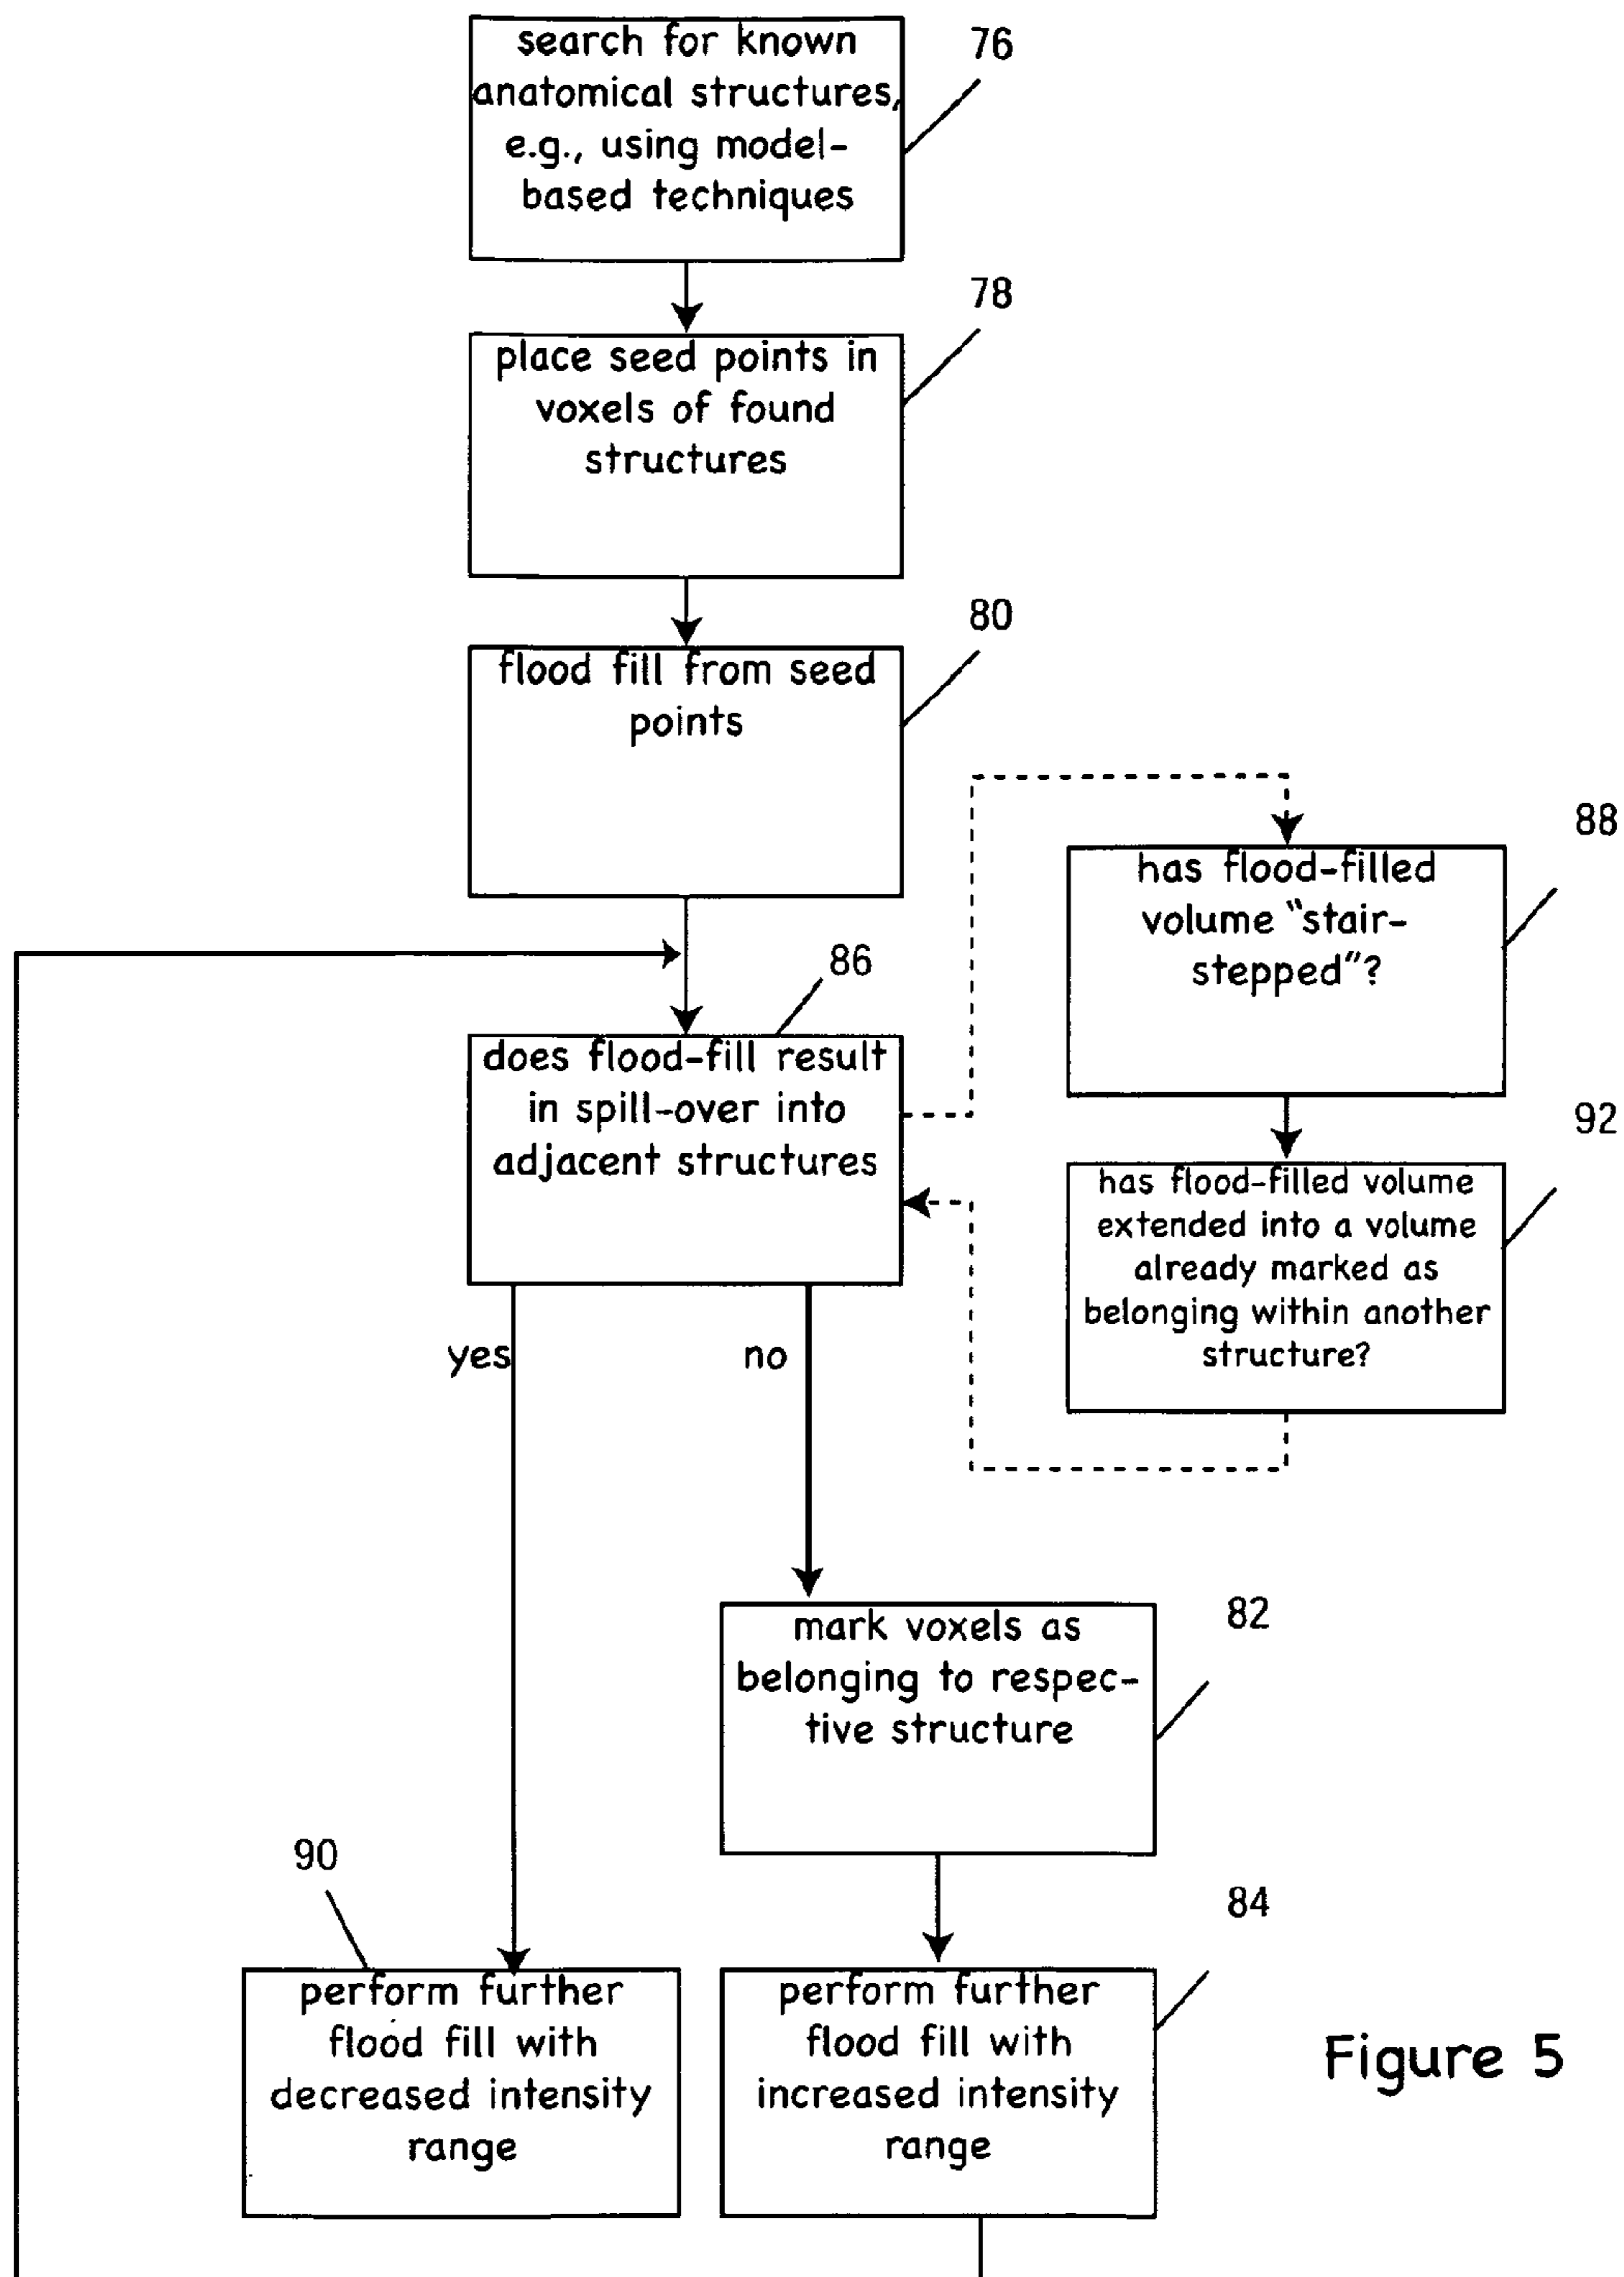 search for known
anatomical structures,
e.g., using model-
based techniques
76
place seed points in
voxels of found
structures
78
flood fill from seed
points
80
has flood-filled
volume "stair-
stepped"?
88
86
does flood-fill result
in spill-over into
adjacent structures
has flood-filled volume
extended into a volume
already marked as
belonging within another
structure?
92
yes
no
mark voxels as
belonging to respec-
tive structure
82
90
perform further
flood fill with
decreased intensity
range
84
perform further
flood fill with
increased intensity
range
Figure 5